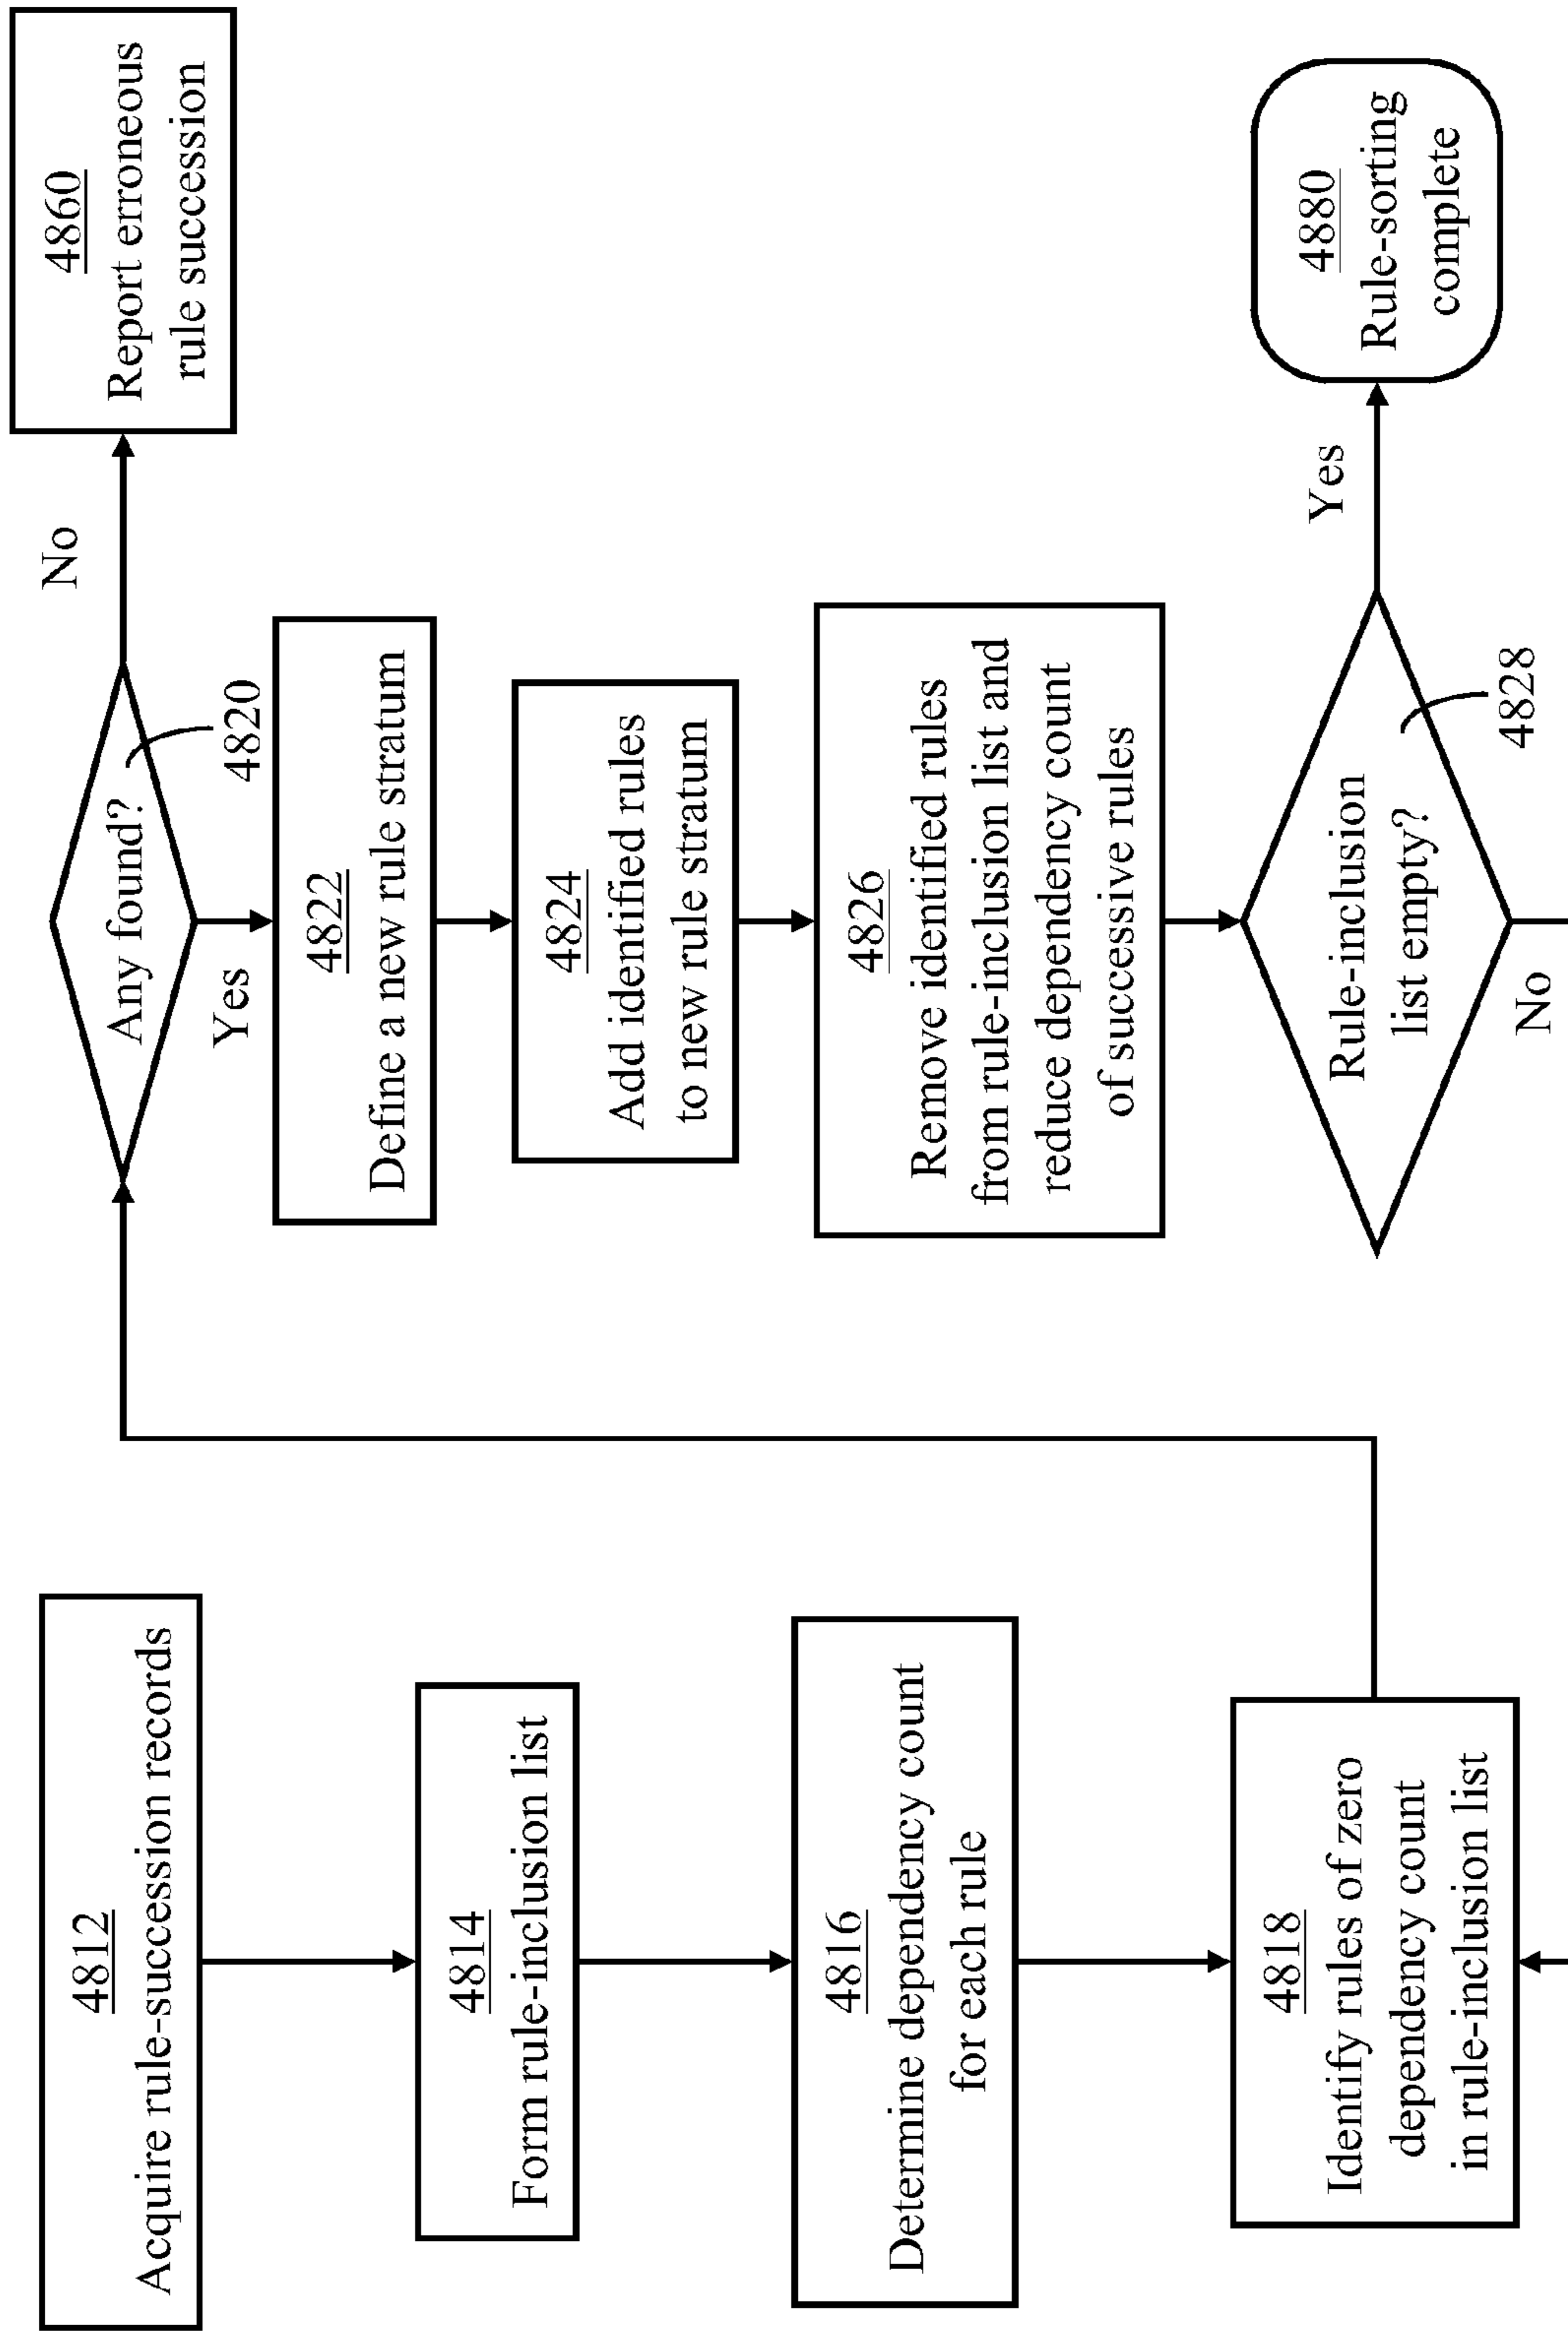 4812
Acquire rule-succession records
4814
Form rule-inclusion list
4816
Determine dependency count
for each rule
4818
Identify rules of zero
dependency count
in rule-inclusion list
Any found?
4820
No
4860
Report erroneous
rule succession
Yes
4822
Define a new rule stratum
4824
Add identified rules
to new rule stratum
4826
Remove identified rules
from rule-inclusion list and
reduce dependency count
of successive rules
Rule-inclusion
list empty?
4828
Yes
4880
Rule-sorting
complete
No